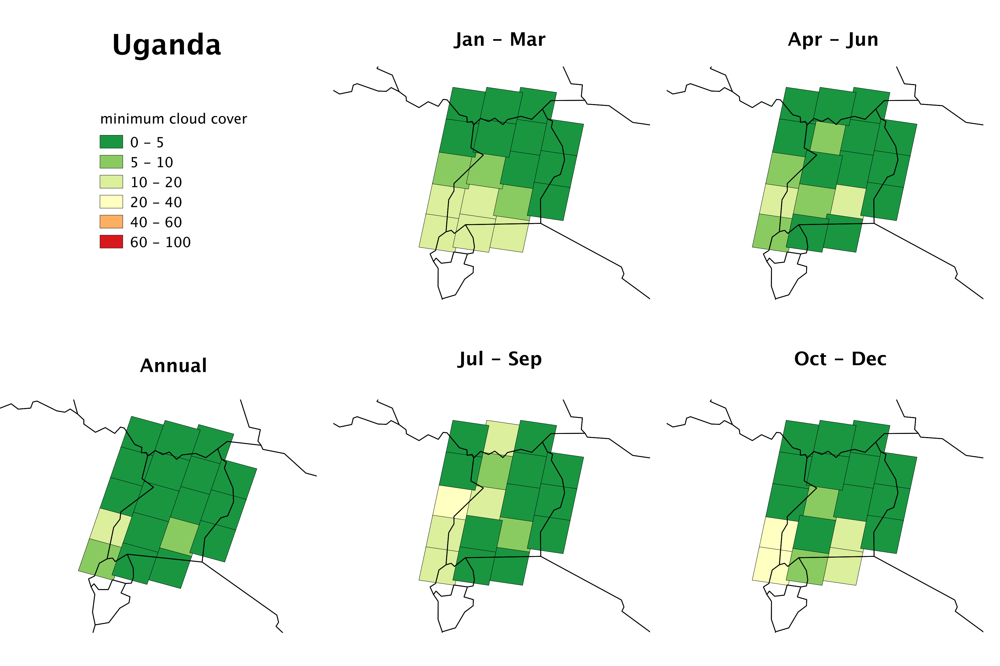 Uganda
minimum cloud cover
0 – 5
5 – 10
10 – 20
20 – 40
40 – 60
60 – 100
Jan – Mar
Apr – Jun
Annual
Jul – Sep
Oct – Dec